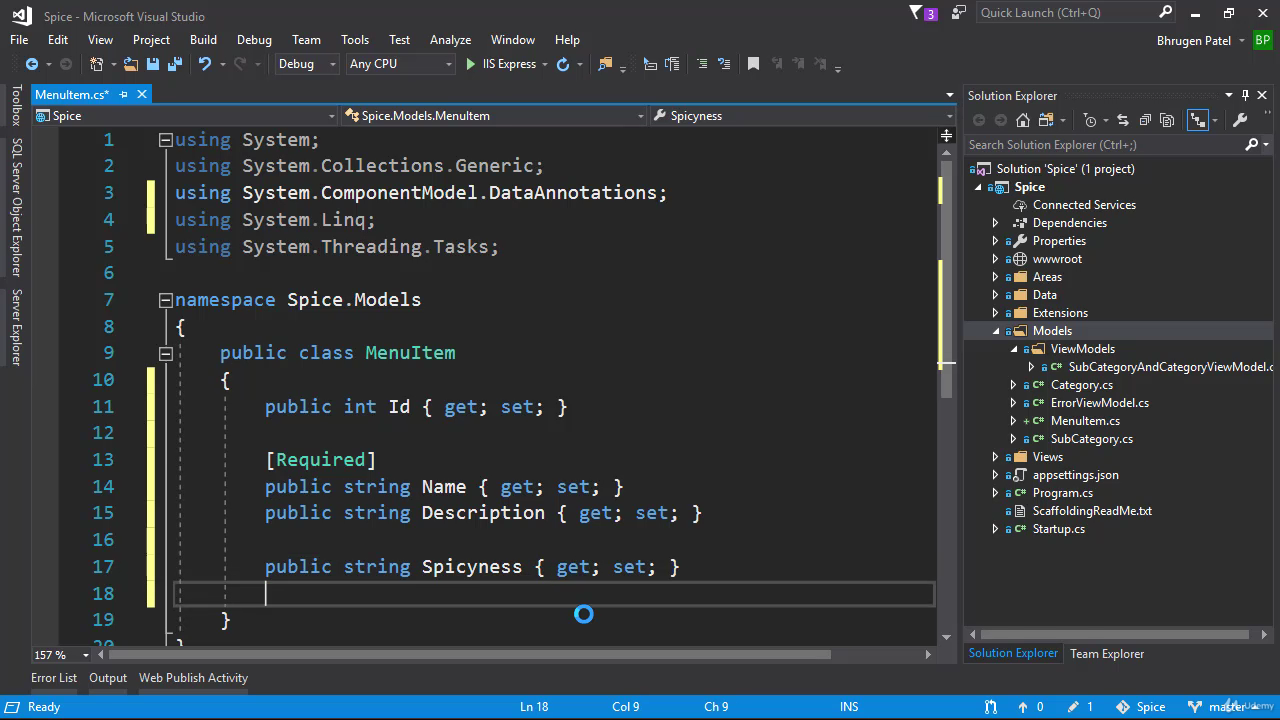 Spice - Microsoft Visual Studio
3
Quick Launch (Ctrl+Q)
File Edit View Project Build Debug Team Tools Test Analyze Window Help
Bhrugen Patel BP
Debug Any CPU IIS Express
MenuItem.cs*
Spice Spice.Models.MenuItem Spicyness
Toolbox
SQL Server Object Explorer
Server Explorer
1 using System;
2 using System.Collections.Generic;
3 using System.ComponentModel.DataAnnotations;
4 using System.Linq;
5 using System.Threading.Tasks;
6
7 namespace Spice.Models
8 {
9 public class MenuItem
10 {
11 public int Id { get; set; }
12
13 [Required]
14 public string Name { get; set; }
15 public string Description { get; set; }
16
17 public string Spicyness { get; set; }
18
19 }
20 }
157 %
Solution Explorer
Search Solution Explorer (Ctrl+;)
Solution 'Spice' (1 project)
Spice
Connected Services
Dependencies
Properties
wwwroot
Areas
Data
Extensions
Models
ViewModels
SubCategoryAndCategoryViewModel.c
Category.cs
ErrorViewModel.cs
MenuItem.cs
SubCategory.cs
Views
appsettings.json
Program.cs
ScaffoldingReadMe.txt
Startup.cs
Solution Explorer Team Explorer
Error List Output Web Publish Activity
Ready Ln 18 Col 9 Ch 9 INS 0 1 Spice master
Udemy